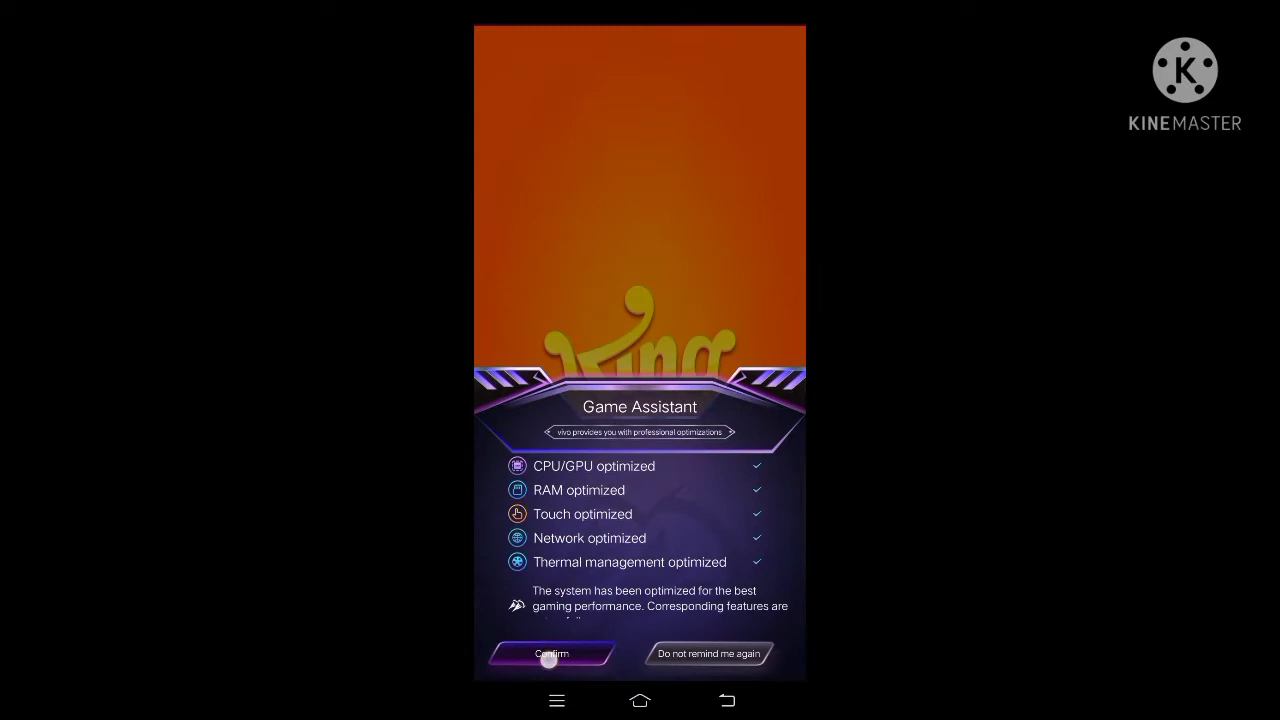 KINEMASTER
King
Game Assistant
vivo provides you with professional optimizations
CPU/GPU optimized
RAM optimized
Touch optimized
Network optimized
Thermal management optimized
The system has been optimized for the best
gaming performance. Corresponding features are
Confirm
Do not remind me again